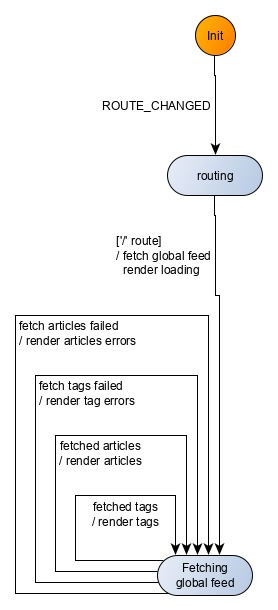 Init
ROUTE_CHANGED
routing
['/' route]
/ fetch global feed
render loading
fetch articles failed
/ render articles errors
fetch tags failed
/ render tag errors
fetched articles
/ render articles
fetched tags
/ render tags
Fetching
global feed